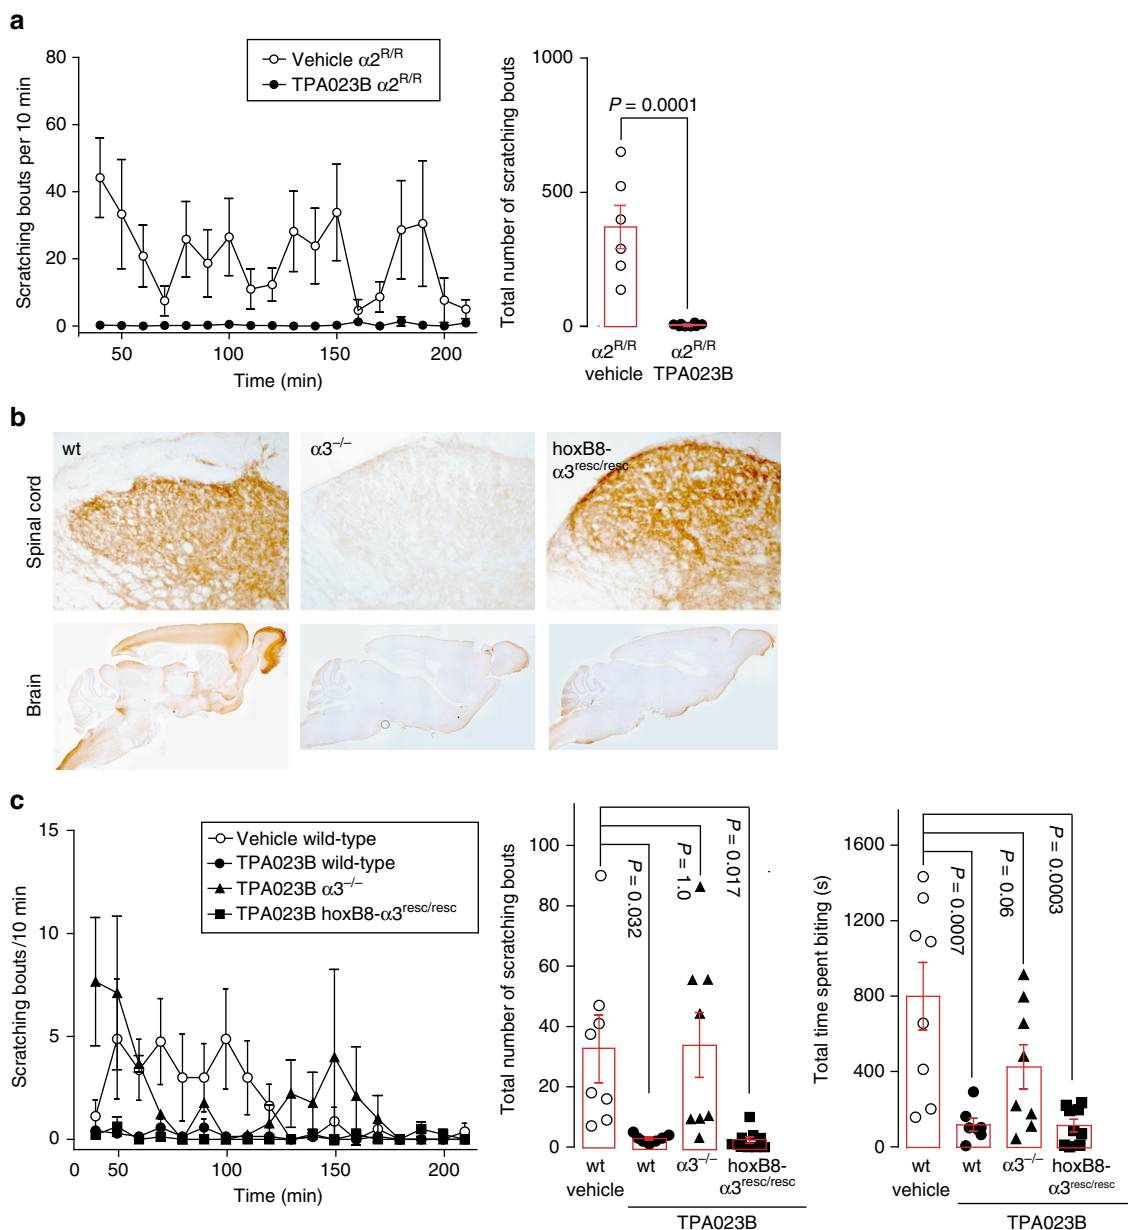 a
80
60
40
20
0
Scratching bouts per 10 min
50
100
150
200
Time (min)
Vehicle α2R/R
TPA023B α2R/R
1000
500
0
Total number of scratching bouts
P = 0.0001
α2R/R
vehicle
α2R/R
TPA023B
b
wt
α3–/–
hoxB8-
α3resc/resc
Spinal cord
Brain
c
15
10
5
0
Scratching bouts/10 min
0
50
100
150
200
Time (min)
Vehicle wild-type
TPA023B wild-type
TPA023B α3–/–
TPA023B hoxB8-α3resc/resc
100
80
60
40
20
0
Total number of scratching bouts
P = 0.032
P = 1.0
P = 0.017
wt
vehicle
wt
α3–/–
hoxB8-
α3resc/resc
TPA023B
1600
1200
800
400
0
Total time spent biting (s)
P = 0.0007
P = 0.06
P = 0.0003
wt
vehicle
wt
α3–/–
hoxB8-
α3resc/resc
TPA023B